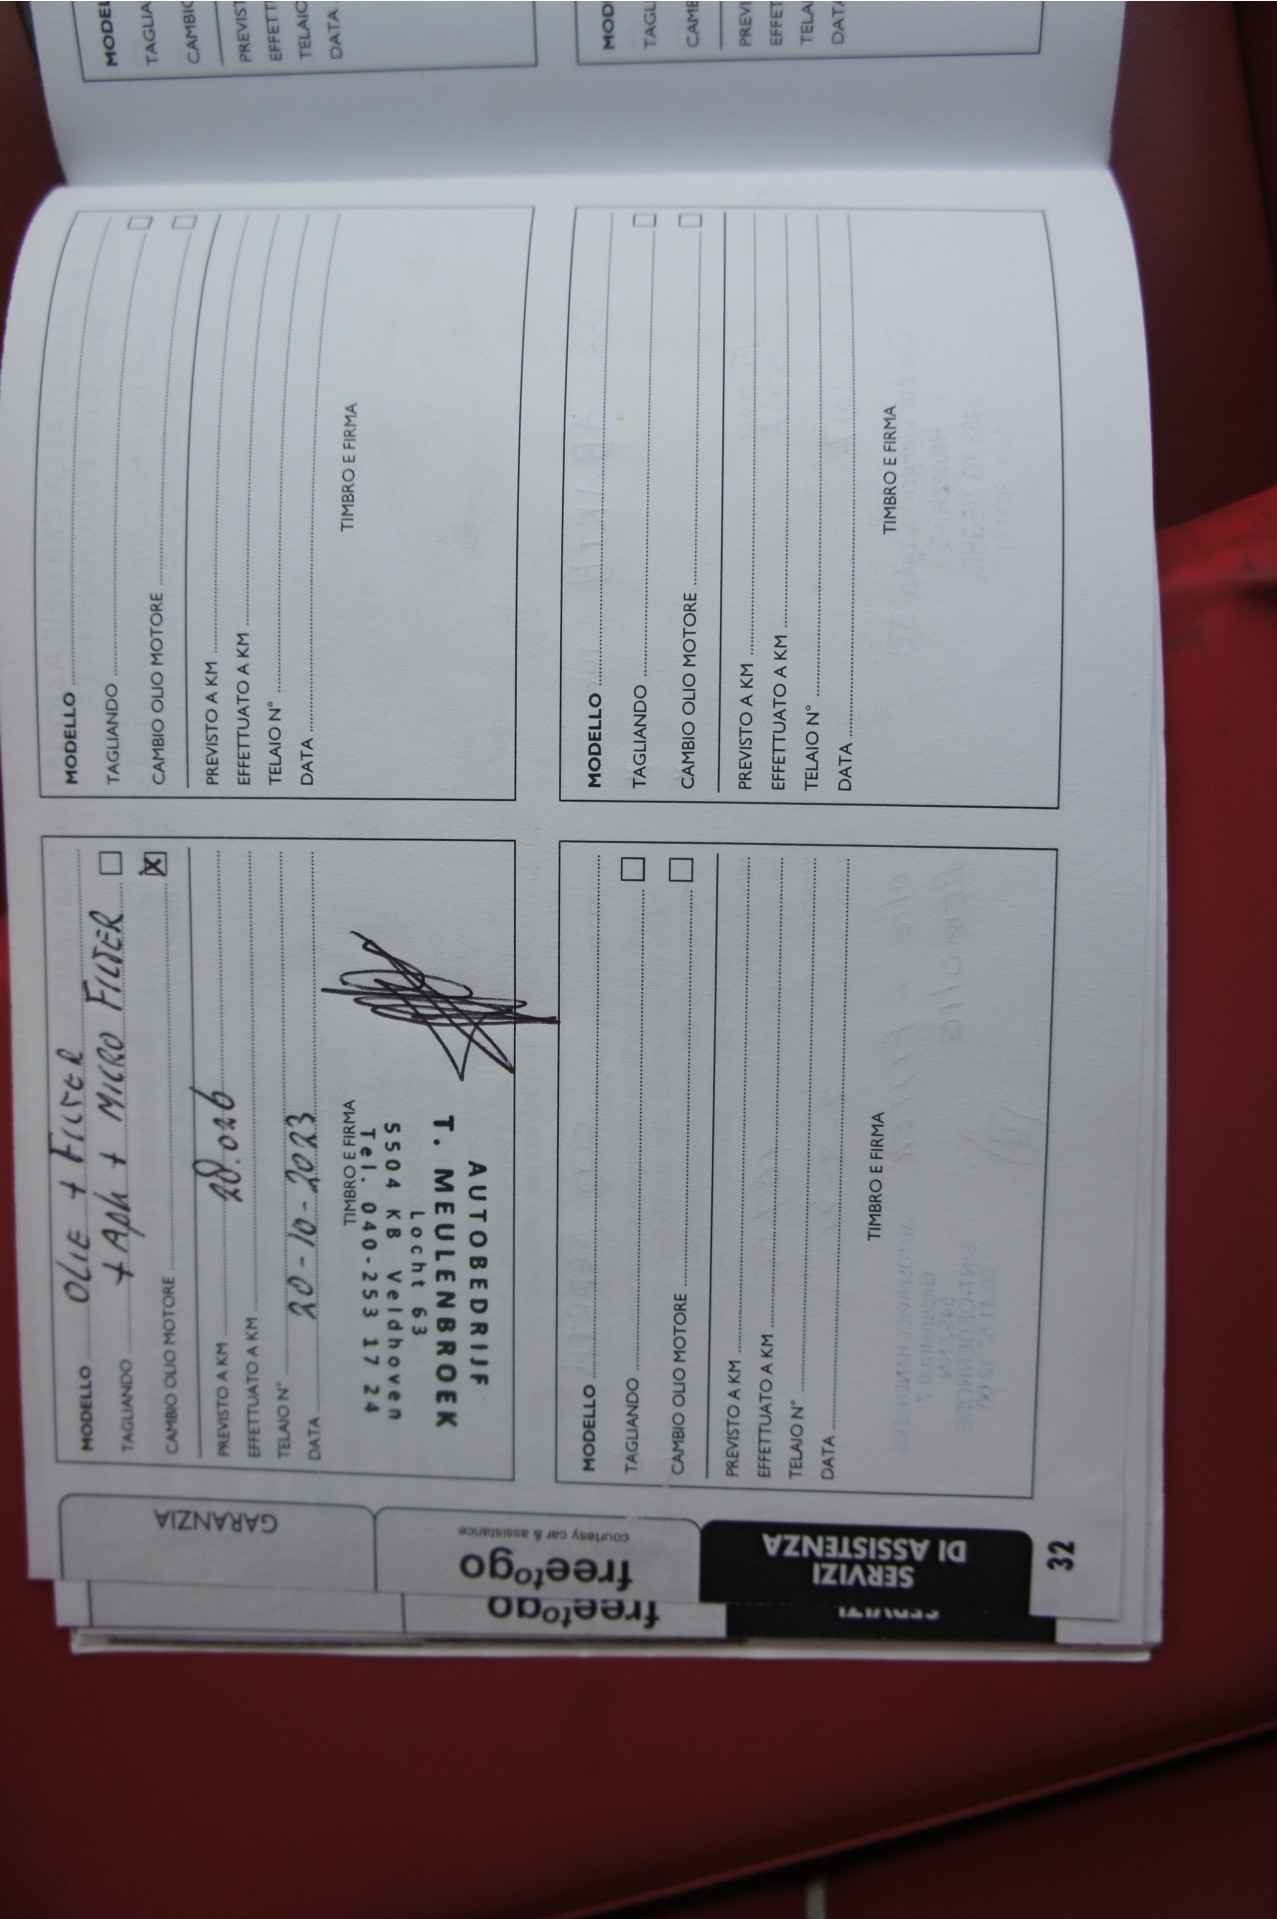 MODELLO OLIE + FILTER
TAGLIANDO + APK + MICRO FILTER
CAMBIO OLIO MOTORE X
PREVISTO A KM 28.026
EFFETTUATO A KM
TELAIO N°
DATA 20-10-2023
TIMBRO E FIRMA
AUTOBEDRIJF
T. MEULENBROEK
Locht 63
5504 KB Veldhoven
Tel. 040-253 17 24
MODELLO
TAGLIANDO
CAMBIO OLIO MOTORE
PREVISTO A KM
EFFETTUATO A KM
TELAIO N°
DATA
TIMBRO E FIRMA
MODELLO
TAGLIANDO
CAMBIO OLIO MOTORE
PREVISTO A KM
EFFETTUATO A KM
TELAIO N°
DATA
TIMBRO E FIRMA
MODELLO
TAGLIANDO
CAMBIO OLIO MOTORE
PREVISTO A KM
EFFETTUATO A KM
TELAIO N°
DATA
TIMBRO E FIRMA
GARANZIA
freetogo
courtesy car & assistance
SERVIZI
DI ASSISTENZA
32
freetogo
SERVIZI